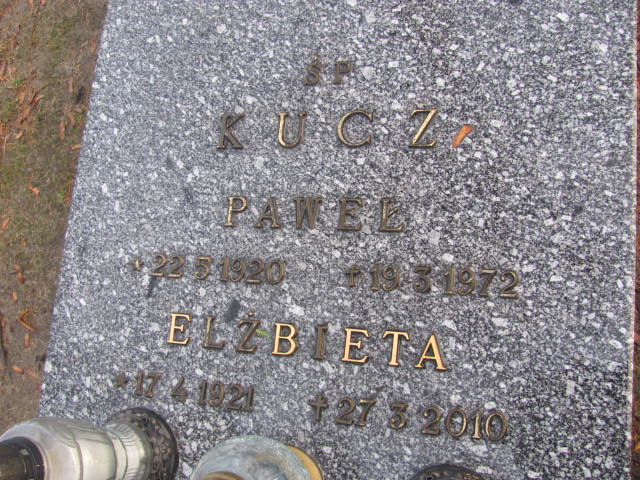 ŚP
KUCZ
PAWEŁ
* 22 5 1920 † 19 3 1972
ELŻBIETA
* 17 4 1921 † 27 3 2010